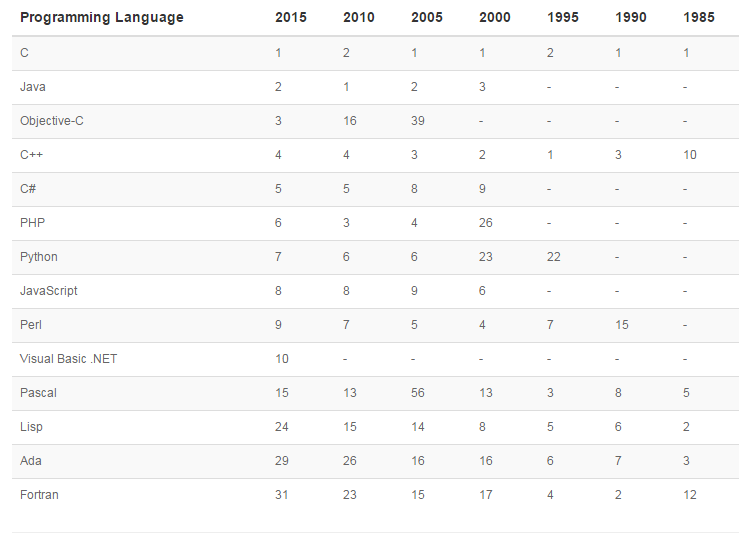 Programming Language 2015 2010 2005 2000 1995 1990 1985
C 1 2 1 1 2 1 1
Java 2 1 2 3 - - -
Objective-C 3 16 39 - - - -
C++ 4 4 3 2 1 3 10
C# 5 5 8 9 - - -
PHP 6 3 4 26 - - -
Python 7 6 6 23 22 - -
JavaScript 8 8 9 6 - - -
Perl 9 7 5 4 7 15 -
Visual Basic .NET 10 - - - - - -
Pascal 15 13 56 13 3 8 5
Lisp 24 15 14 8 5 6 2
Ada 29 26 16 16 6 7 3
Fortran 31 23 15 17 4 2 12